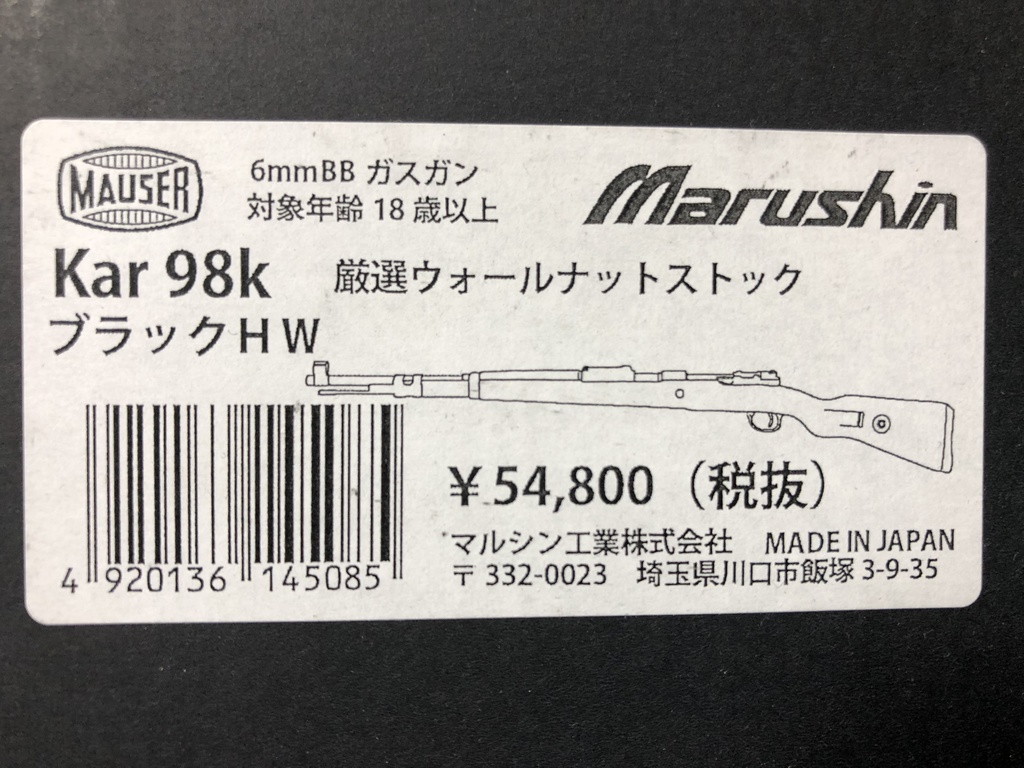 MAUSER
6mmBB ガスガン
対象年齢 18 歳以上
Marushin
Kar 98k
厳選ウォールナットストック
ブラックＨＷ
¥ 54,800（税抜）
マルシン工業株式会社 MADE IN JAPAN
〒 332-0023 埼玉県川口市飯塚 3-9-35
4 920136 145085